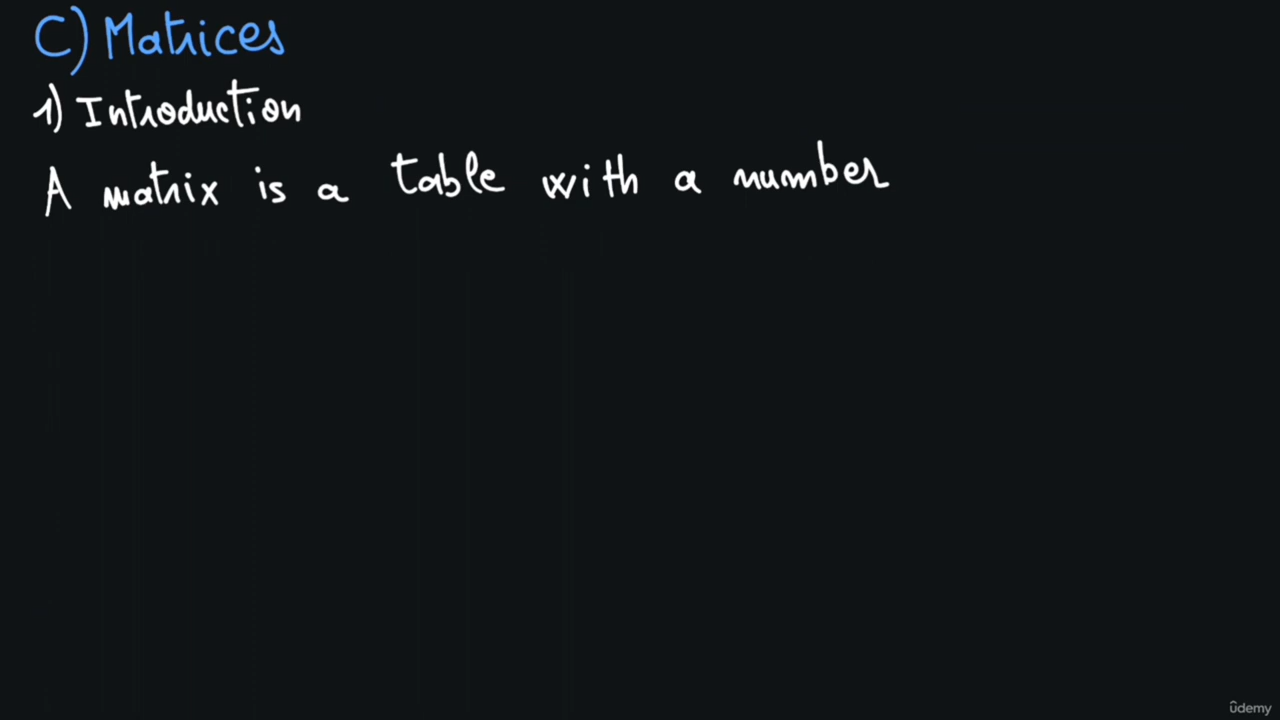 C) Matrices
1) Introduction
A matrix is a table with a number
ûdemy